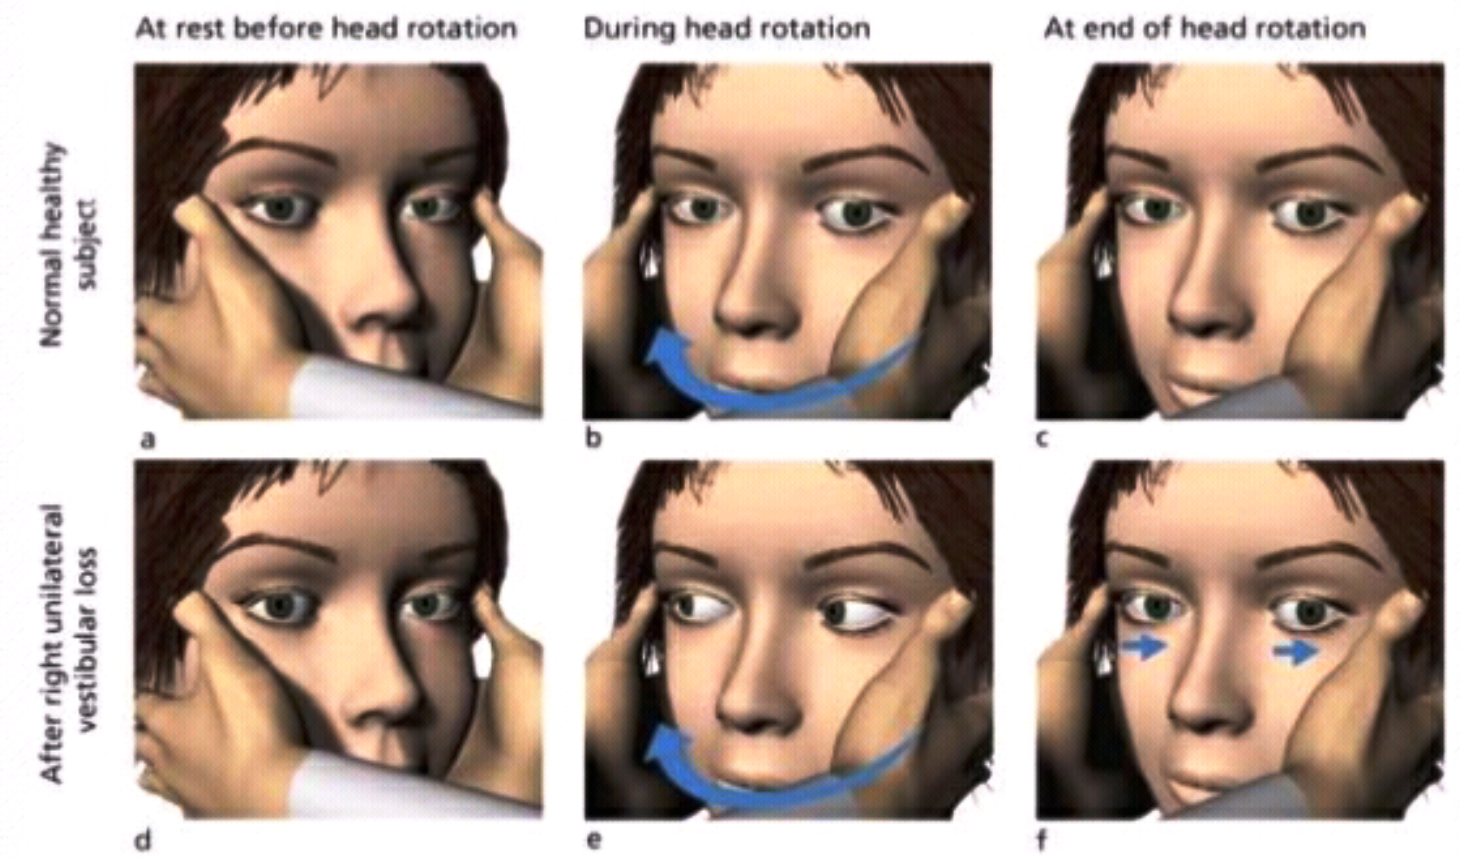 At rest before head rotation
During head rotation
At end of head rotation
Normal healthy
subject
a
b
c
After right unilateral
vestibular loss
d
e
f